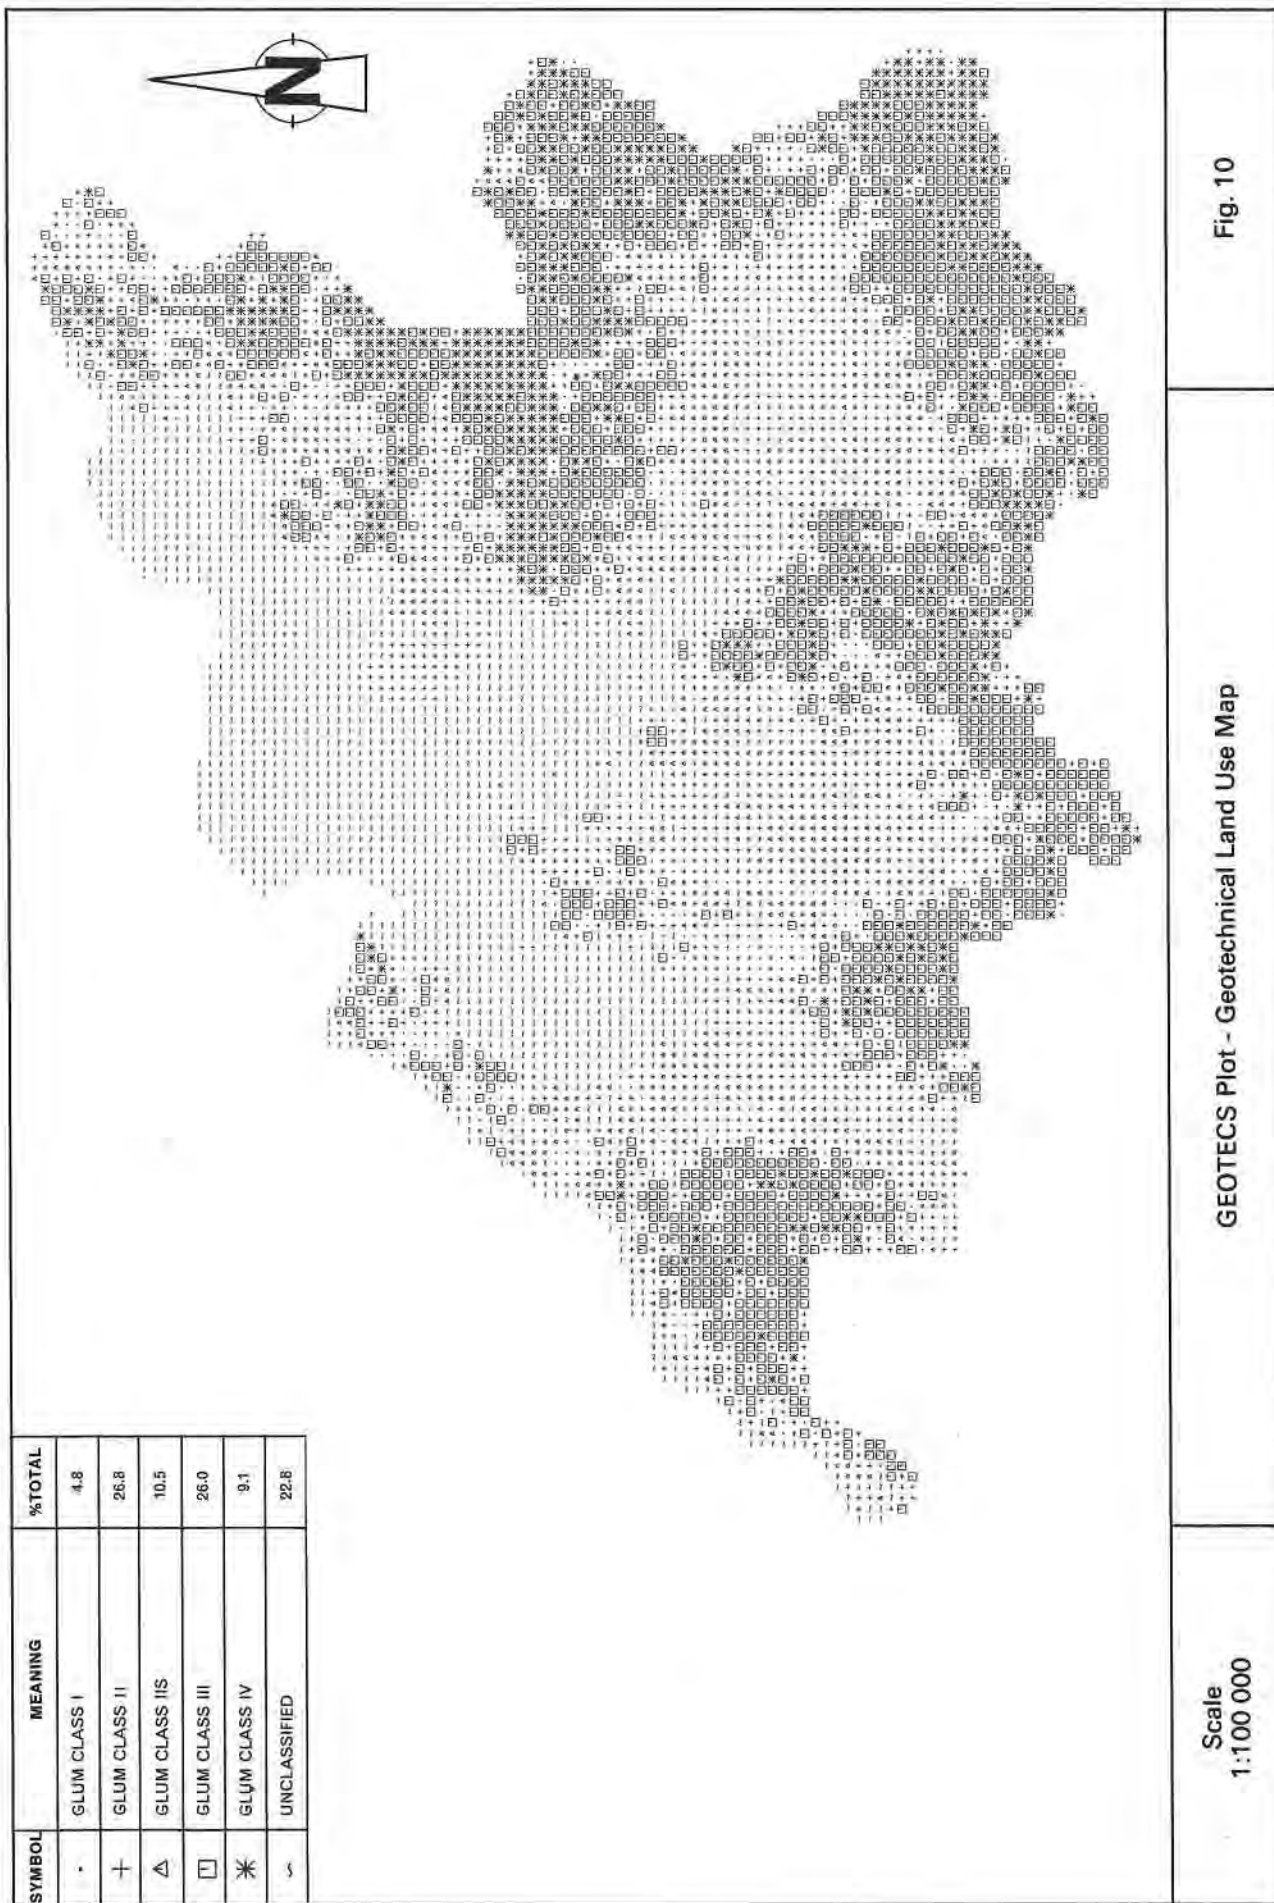 SYMBOL MEANING %TOTAL
· GLUM CLASS I 4.8
+ GLUM CLASS II 26.8
△ GLUM CLASS IIS 10.5
□ GLUM CLASS III 26.0
✳ GLUM CLASS IV 9.1
~ UNCLASSIFIED 22.8
N
Scale
1:100 000
GEOTECS Plot - Geotechnical Land Use Map
Fig. 10